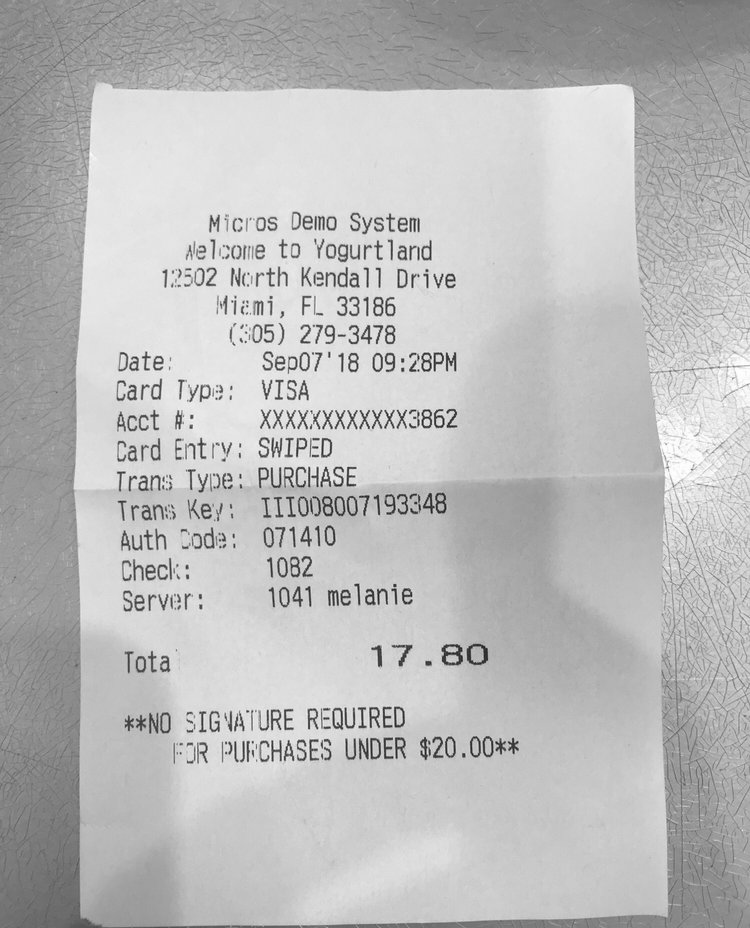 Micros Demo System
Welcome to Yogurtland
12502 North Kendall Drive
Miami, FL 33186
(305) 279-3478
Date: Sep07'18 09:28PM
Card Type: VISA
Acct #: XXXXXXXXXXXX3862
Card Entry: SWIPED
Trans Type: PURCHASE
Trans Key: III008007193348
Auth Code: 071410
Check: 1082
Server: 1041 melanie
Total 17.80
**NO SIGNATURE REQUIRED
FOR PURCHASES UNDER $20.00**